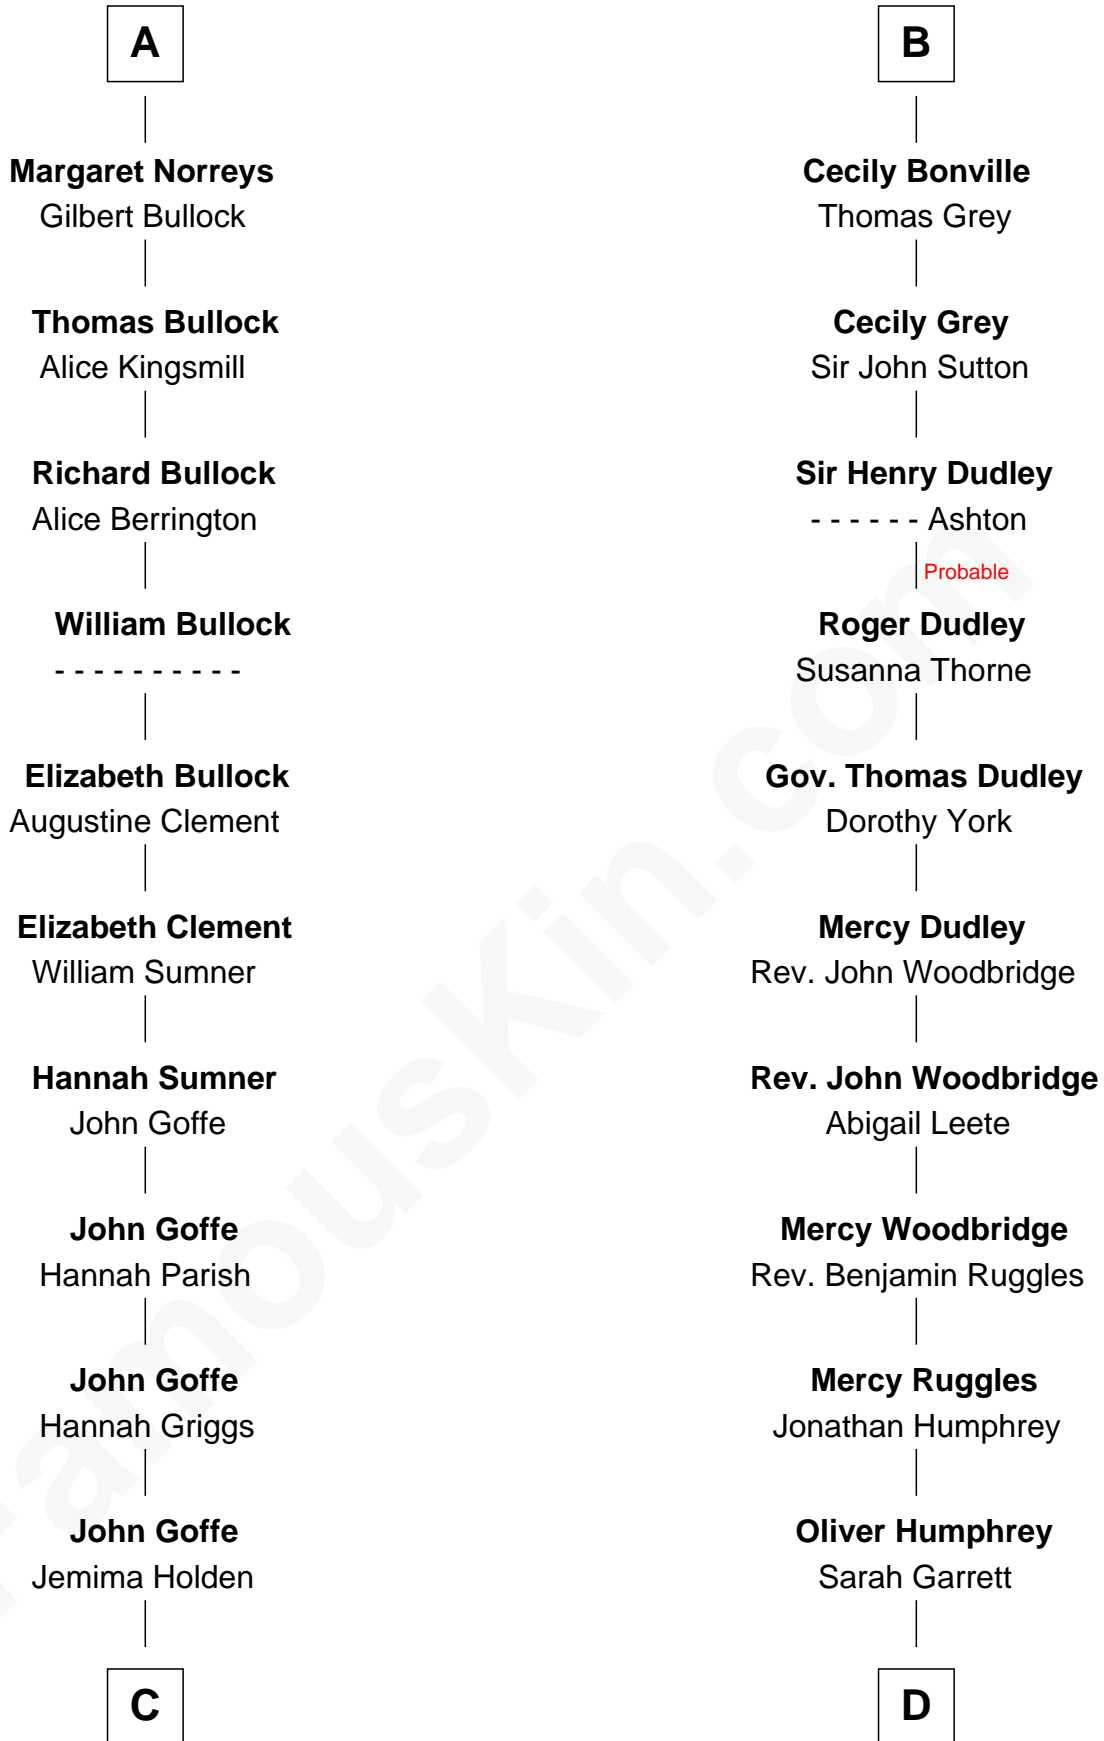 A
Margaret Norreys
Gilbert Bullock
Thomas Bullock
Alice Kingsmill
Richard Bullock
Alice Berrington
William Bullock
- - - - - - - - - -
Elizabeth Bullock
Augustine Clement
Elizabeth Clement
William Sumner
Hannah Sumner
John Goffe
John Goffe
Hannah Parish
John Goffe
Hannah Griggs
John Goffe
Jemima Holden
C
B
Cecily Bonville
Thomas Grey
Cecily Grey
Sir John Sutton
Sir Henry Dudley
- - - - - - Ashton
Probable
Roger Dudley
Susanna Thorne
Gov. Thomas Dudley
Dorothy York
Mercy Dudley
Rev. John Woodbridge
Rev. John Woodbridge
Abigail Leete
Mercy Woodbridge
Rev. Benjamin Ruggles
Mercy Ruggles
Jonathan Humphrey
Oliver Humphrey
Sarah Garrett
D
FamousKin.com